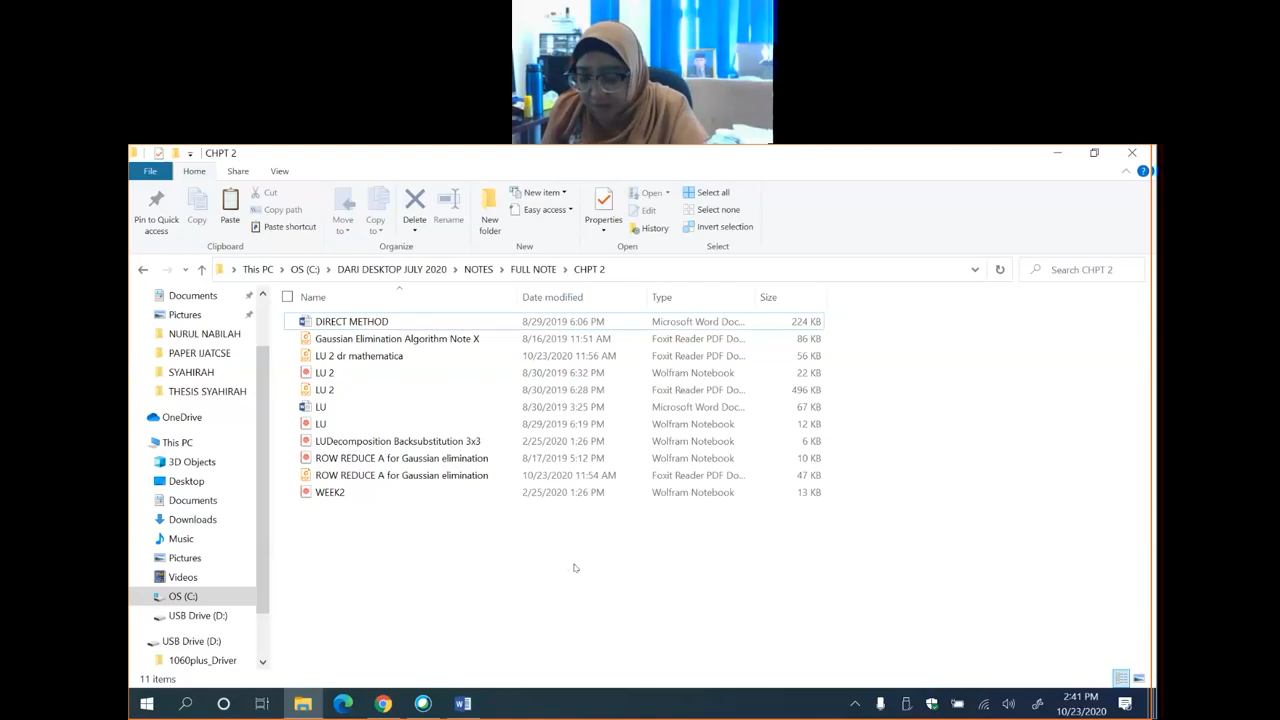 CHPT 2
File Home Share View
Pin to Quick access
Copy
Paste
Cut
Copy path
Paste shortcut
Clipboard
Move to
Copy to
Delete
Rename
Organize
New folder
New item
Easy access
New
Properties
Open
Edit
History
Open
Select all
Select none
Invert selection
Select
This PC > OS (C:) > DARI DESKTOP JULY 2020 > NOTES > FULL NOTE > CHPT 2
Search CHPT 2
Documents
Pictures
NURUL NABILAH
PAPER IJATCSE
SYAHIRAH
THESIS SYAHIRAH
OneDrive
This PC
3D Objects
Desktop
Documents
Downloads
Music
Pictures
Videos
OS (C:)
USB Drive (D:)
USB Drive (D:)
1060plus_Driver
Name Date modified Type Size
DIRECT METHOD 8/29/2019 6:06 PM Microsoft Word Doc... 224 KB
Gaussian Elimination Algorithm Note X 8/16/2019 11:51 AM Foxit Reader PDF Do... 86 KB
LU 2 dr mathematica 10/23/2020 11:56 AM Foxit Reader PDF Do... 56 KB
LU 2 8/30/2019 6:32 PM Wolfram Notebook 22 KB
LU 2 8/30/2019 6:28 PM Foxit Reader PDF Do... 496 KB
LU 8/30/2019 3:25 PM Microsoft Word Doc... 67 KB
LU 8/29/2019 6:19 PM Wolfram Notebook 12 KB
LUDecomposition Backsubstitution 3x3 2/25/2020 1:26 PM Wolfram Notebook 6 KB
ROW REDUCE A for Gaussian elimination 8/17/2019 5:12 PM Wolfram Notebook 10 KB
ROW REDUCE A for Gaussian elimination 10/23/2020 11:54 AM Foxit Reader PDF Do... 47 KB
WEEK2 2/25/2020 1:26 PM Wolfram Notebook 13 KB
11 items
2:41 PM
10/23/2020